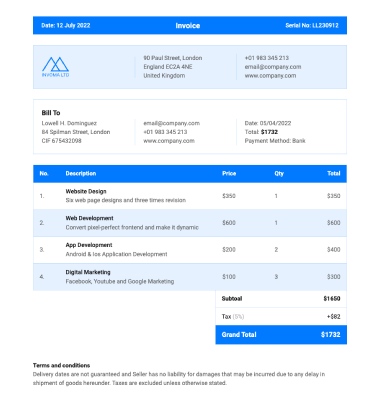 Date: 12 July 2022 Invoice Serial No: LL230912
90 Paul Street, London +01 983 345 213
England EC2A 4NE email@company.com
United Kingdom www.company.com
Bill To
Lowell H. Dominguez email@company.com Date: 05/04/2022
84 Spilman Street, London +01 983 345 213 Total: $1732
CIF 675432098 www.company.com Payment Method: Bank
No. Description Price Qty Total
Website Design
1. Six web page designs and three times revision $350 1 $350
Web Development
2. Convert pixel-perfect frontend and make it dynamic $600 1 $600
App Development
3. Android & Ios Application Development $200 2 $400
Digital Marketing
4. Facebook, Youtube and Google Marketing $100 3 $300
Subtoal $1650
Tax (5%) +$82
Grand Total $1732
Terms and conditions
Delivery dates are not guaranteed and Seller has no liability for damages that may be incurred due to any delay in
shipment of goods hereunder. Taxes are excluded unless otherwise stated.